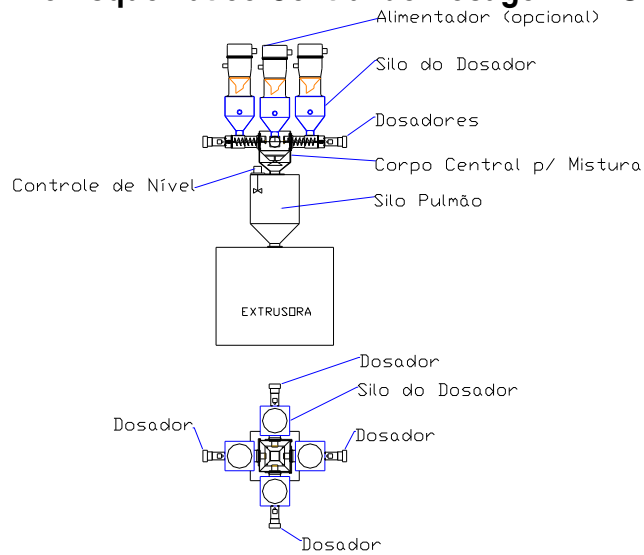 Alimentador (opcional)
Silo do Dosador
Dosadores
Corpo Central p/ Mistura
Controle de Nível
Silo Pulmão
EXTRUSORA
Dosador
Silo do Dosador
Dosador
Dosador
Dosador